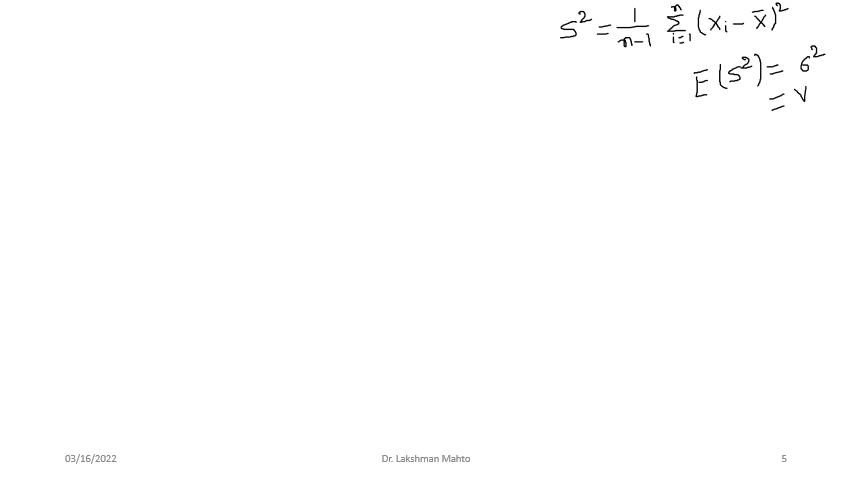 S² = 1/(n-1) Σ_{i=1}^{n} (xᵢ - x̄)²
E(S²) = σ²
= V
03/16/2022
Dr. Lakshman Mahto
5